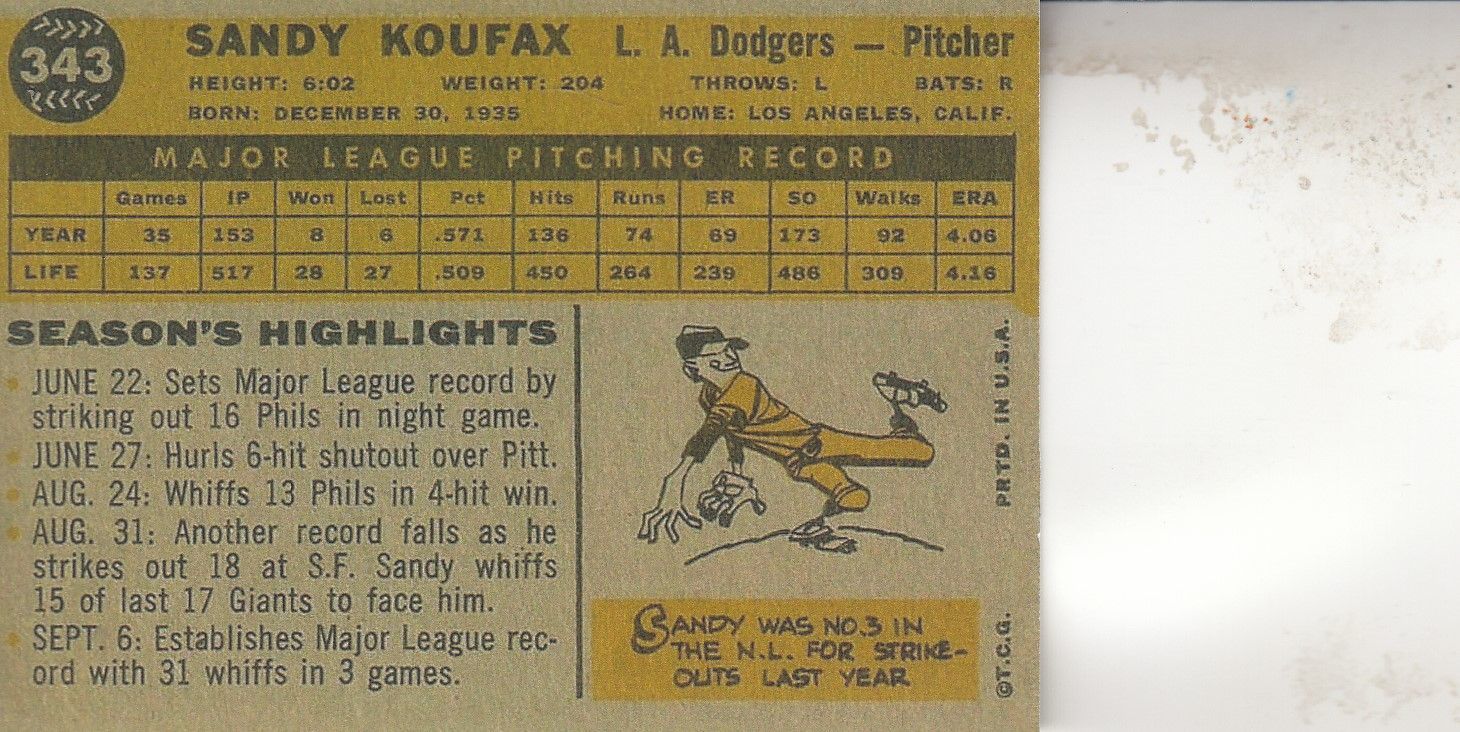 343
SANDY KOUFAX L. A. Dodgers — Pitcher
HEIGHT: 6:02 WEIGHT: 204 THROWS: L BATS: R
BORN: DECEMBER 30, 1935 HOME: LOS ANGELES, CALIF.
MAJOR LEAGUE PITCHING RECORD
Games IP Won Lost Pct Hits Runs ER SO Walks ERA
YEAR 35 153 8 6 .571 136 74 69 173 92 4.06
LIFE 137 517 28 27 .509 450 264 239 486 309 4.16
SEASON'S HIGHLIGHTS
• JUNE 22: Sets Major League record by
striking out 16 Phils in night game.
• JUNE 27: Hurls 6-hit shutout over Pitt.
• AUG. 24: Whiffs 13 Phils in 4-hit win.
• AUG. 31: Another record falls as he
strikes out 18 at S.F. Sandy whiffs
15 of last 17 Giants to face him.
• SEPT. 6: Establishes Major League rec-
ord with 31 whiffs in 3 games.
SANDY WAS NO.3 IN
THE N.L. FOR STRIKE-
OUTS LAST YEAR
©T.C.G. PRTD. IN U.S.A.